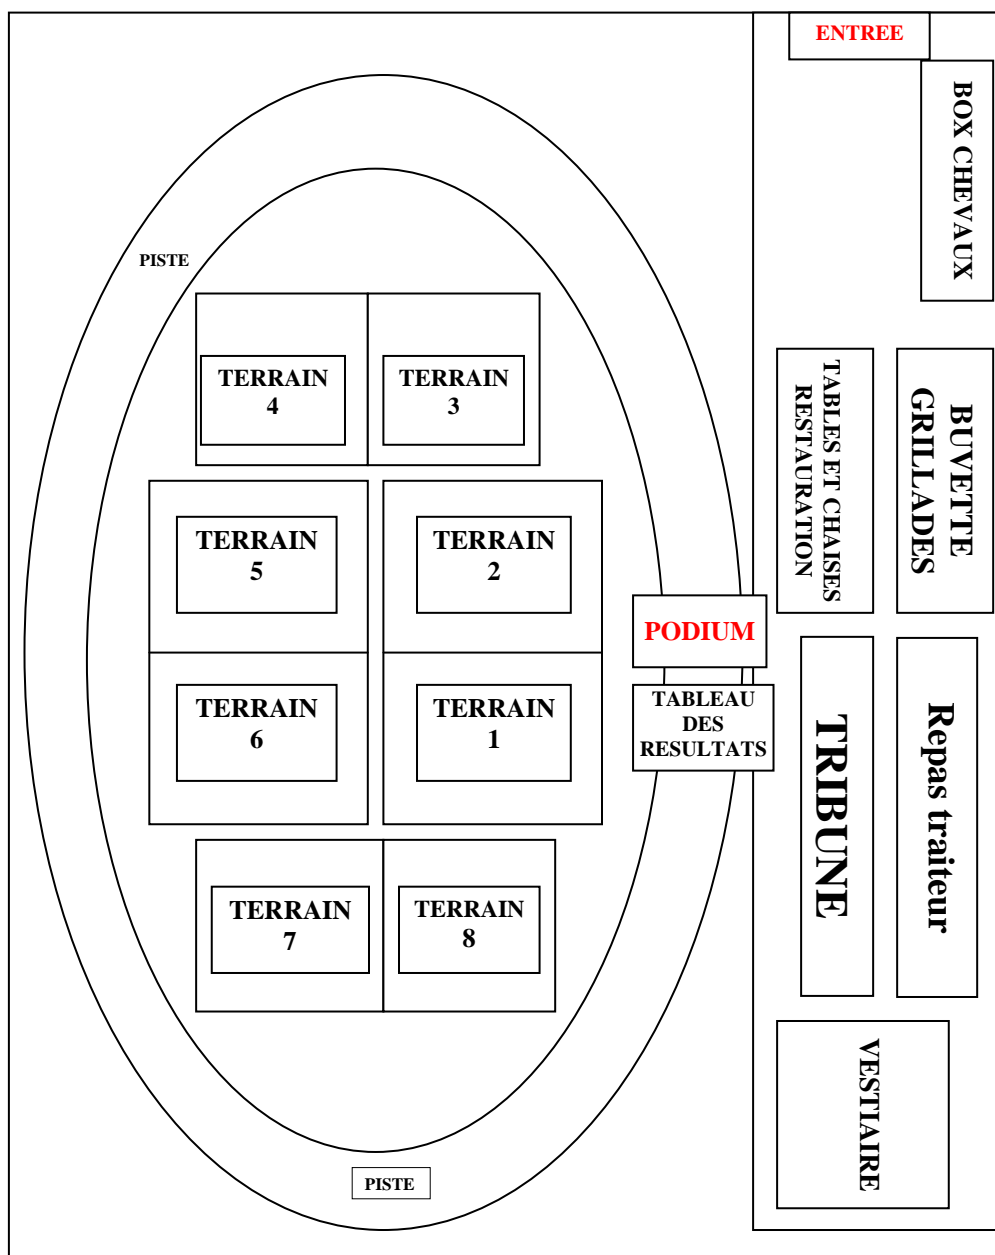 ENTREE
BOX CHEVAUX
PISTE
TERRAIN
4
TERRAIN
3
TABLES ET CHAISES
RESTAURATION
BUVETTE
GRILLADES
TERRAIN
5
TERRAIN
2
PODIUM
TERRAIN
6
TERRAIN
1
TABLEAU
DES
RESULTATS
TRIBUNE
Repas traiteur
TERRAIN
7
TERRAIN
8
VESTIAIRE
PISTE